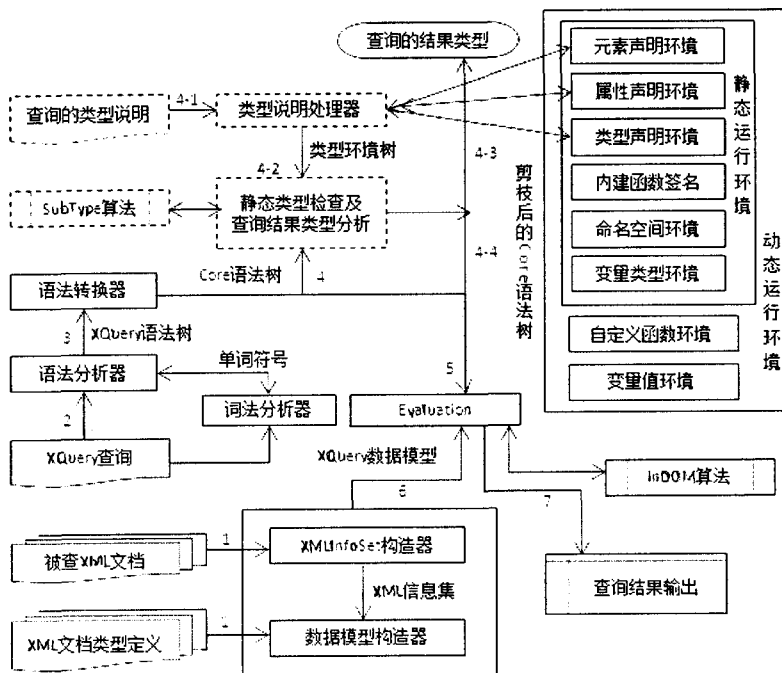 查询的结果类型
元素声明环境
属性声明环境
类型声明环境
内建函数签名
命名空间环境
变量类型环境
静态运行环境
自定义函数环境
变量值环境
动态运行环境
查询的类型说明
4-1
类型说明处理器
类型环境树
4-2
4-3
SubType算法
静态类型检查及
查询结果类型分析
剪枝后的Core语法树
4-4
Core语法树
4
语法转换器
3
XQuery语法树
单词符号
5
语法分析器
词法分析器
Evaluation
2
XQuery查询
XQuery数据模型
InDOM算法
6
7
被查XML文档
1
XMLInfoSet构造器
查询结果输出
XML信息集
XML文档类型定义
1
数据模型构造器